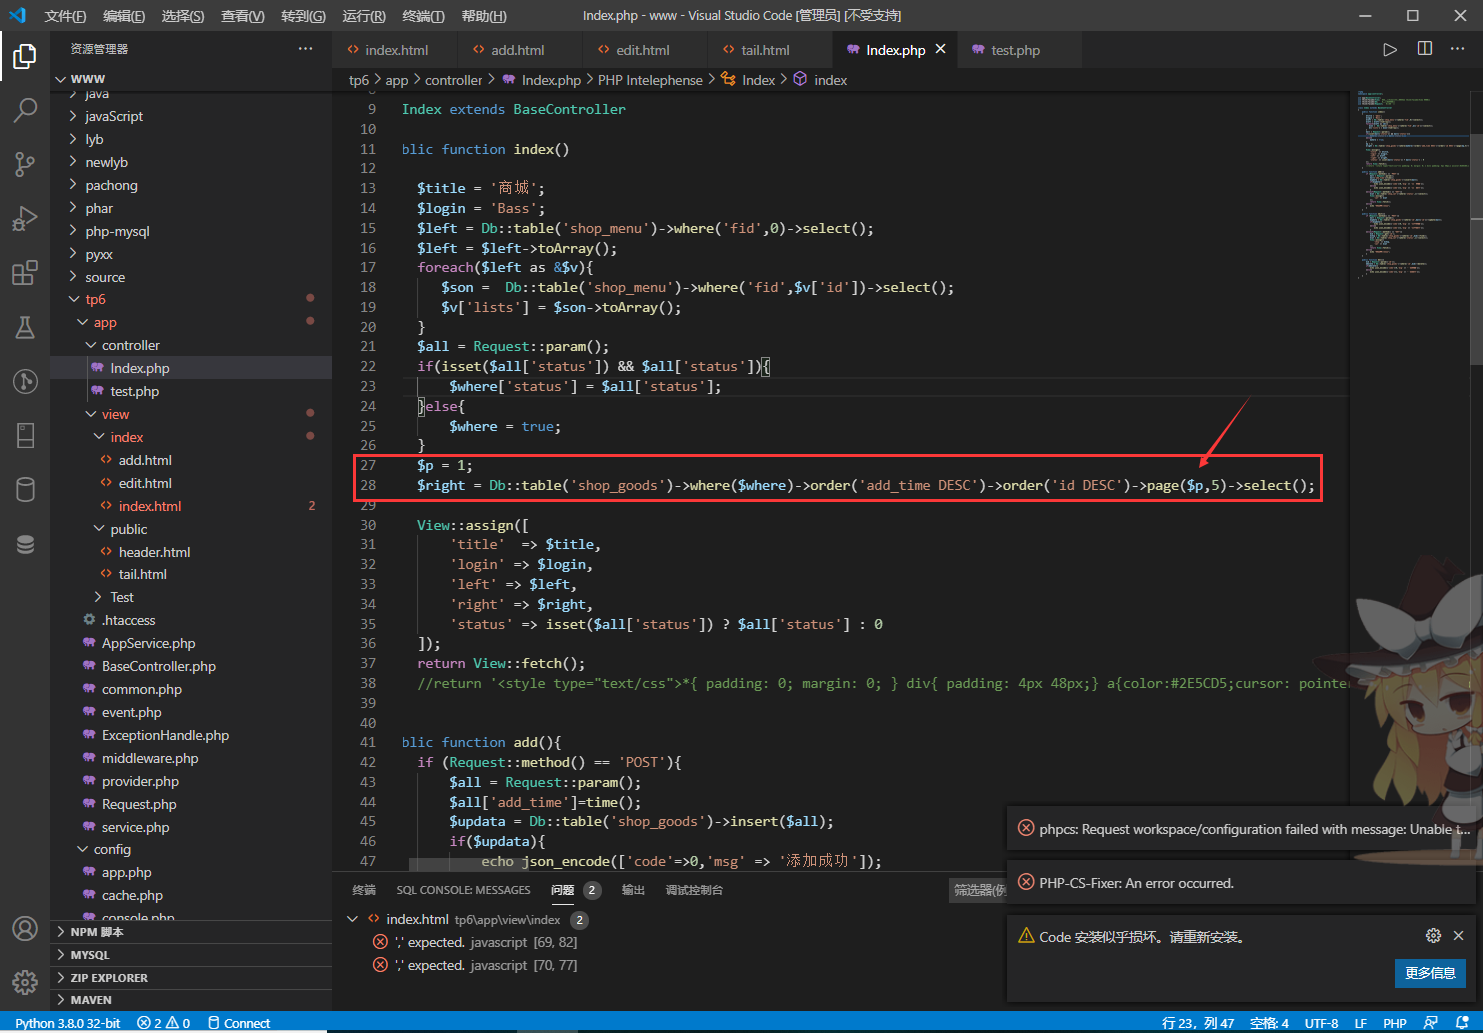 文件(F) 编辑(E) 选择(S) 查看(V) 转到(G) 运行(R) 终端(T) 帮助(H) Index.php - www - Visual Studio Code [管理员] [不受支持]
资源管理器 ···
index.html add.html edit.html tail.html Index.php test.php
tp6 > app > controller > Index.php > PHP Intelephense > Index > index
WWW
java
javaScript
lyb
newlyb
pachong
phar
php-mysql
pyxx
source
tp6
app
controller
Index.php
test.php
view
index
add.html
edit.html
index.html 2
public
header.html
tail.html
Test
.htaccess
AppService.php
BaseController.php
common.php
event.php
ExceptionHandle.php
middleware.php
provider.php
Request.php
service.php
config
app.php
cache.php
console.php
NPM 脚本
MYSQL
ZIP EXPLORER
MAVEN
9 Index extends BaseController
10
11 blic function index()
12
13 $title = '商城';
14 $login = 'Bass';
15 $left = Db::table('shop_menu')->where('fid',0)->select();
16 $left = $left->toArray();
17 foreach($left as &$v){
18 $son =  Db::table('shop_menu')->where('fid',$v['id'])->select();
19 $v['lists'] = $son->toArray();
20 }
21 $all = Request::param();
22 if(isset($all['status']) && $all['status']){
23 $where['status'] = $all['status'];
24 }else{
25 $where = true;
26 }
27 $p = 1;
28 $right = Db::table('shop_goods')->where($where)->order('add_time DESC')->order('id DESC')->page($p,5)->select();
29
30 View::assign([
31 'title'  => $title,
32 'login' => $login,
33 'left' => $left,
34 'right' => $right,
35 'status' => isset($all['status']) ? $all['status'] : 0
36 ]);
37 return View::fetch();
38 //return '<style type="text/css">*{ padding: 0; margin: 0; } div{ padding: 4px 48px;} a{color:#2E5CD5;cursor: pointer
39
40
41 blic function add(){
42 if (Request::method() == 'POST'){
43 $all = Request::param();
44 $all['add_time']=time();
45 $updata = Db::table('shop_goods')->insert($all);
46 if($updata){
47 echo json_encode(['code'=>0,'msg' => '添加成功']);
终端 SQL CONSOLE: MESSAGES 问题 2 输出 调试控制台 筛选器(例
index.html tp6\app\view\index 2
',' expected. javascript [69, 82]
',' expected. javascript [70, 77]
phpcs: Request workspace/configuration failed with message: Unable t...
PHP-CS-Fixer: An error occurred.
Code 安装似乎损坏。请重新安装。
更多信息
Python 3.8.0 32-bit 2 0 Connect 行 23，列 47 空格: 4 UTF-8 LF PHP